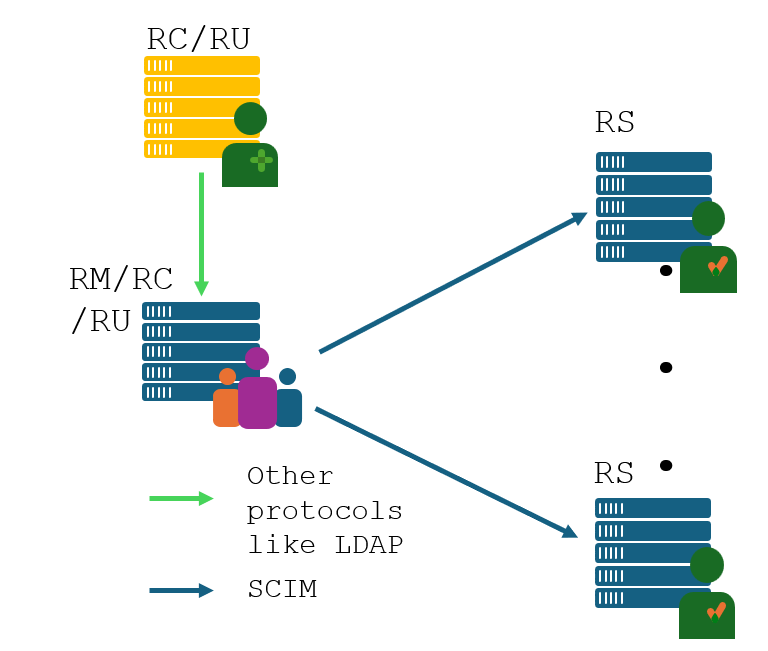 RC/RU
RS
RM/RC
/RU
RS
Other
protocols
like LDAP
SCIM